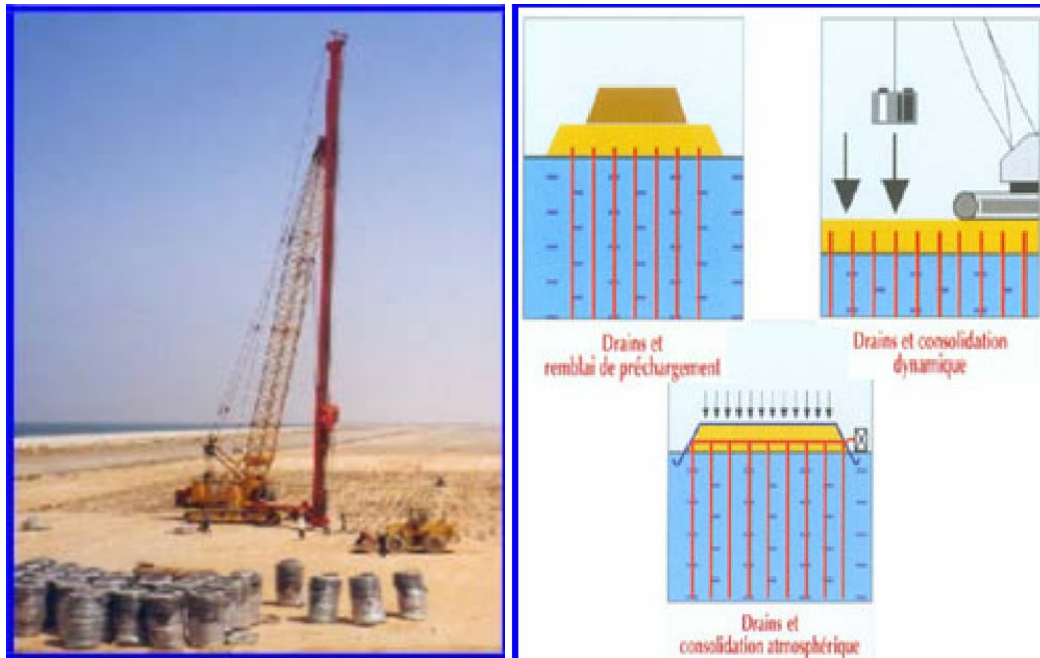 Drains et
remblai de préchargement
Drains et consolidation
dynamique
Drains et
consolidation atmosphérique